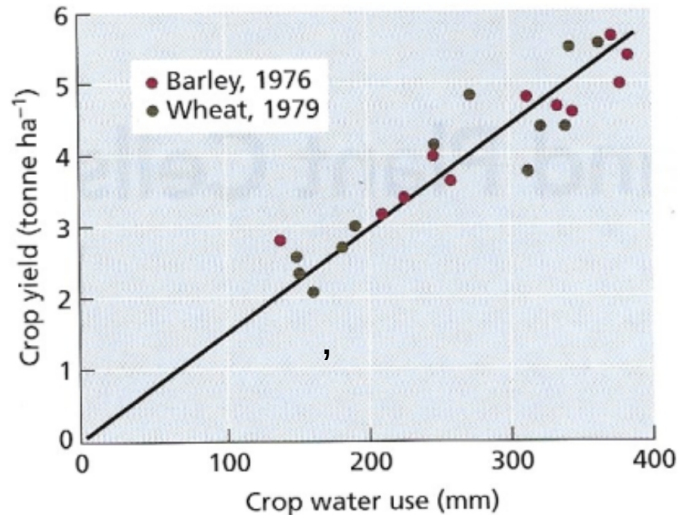 6
5
4
3
2
1
0
Crop yield (tonne ha⁻¹)
Barley, 1976
Wheat, 1979
,
0 100 200 300 400
Crop water use (mm)